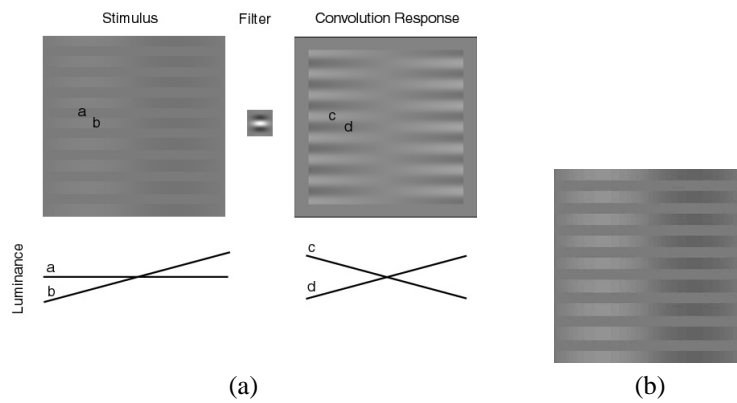 Stimulus Filter Convolution Response
a
b
c
d
Luminance
a
b
c
d
(a) (b)